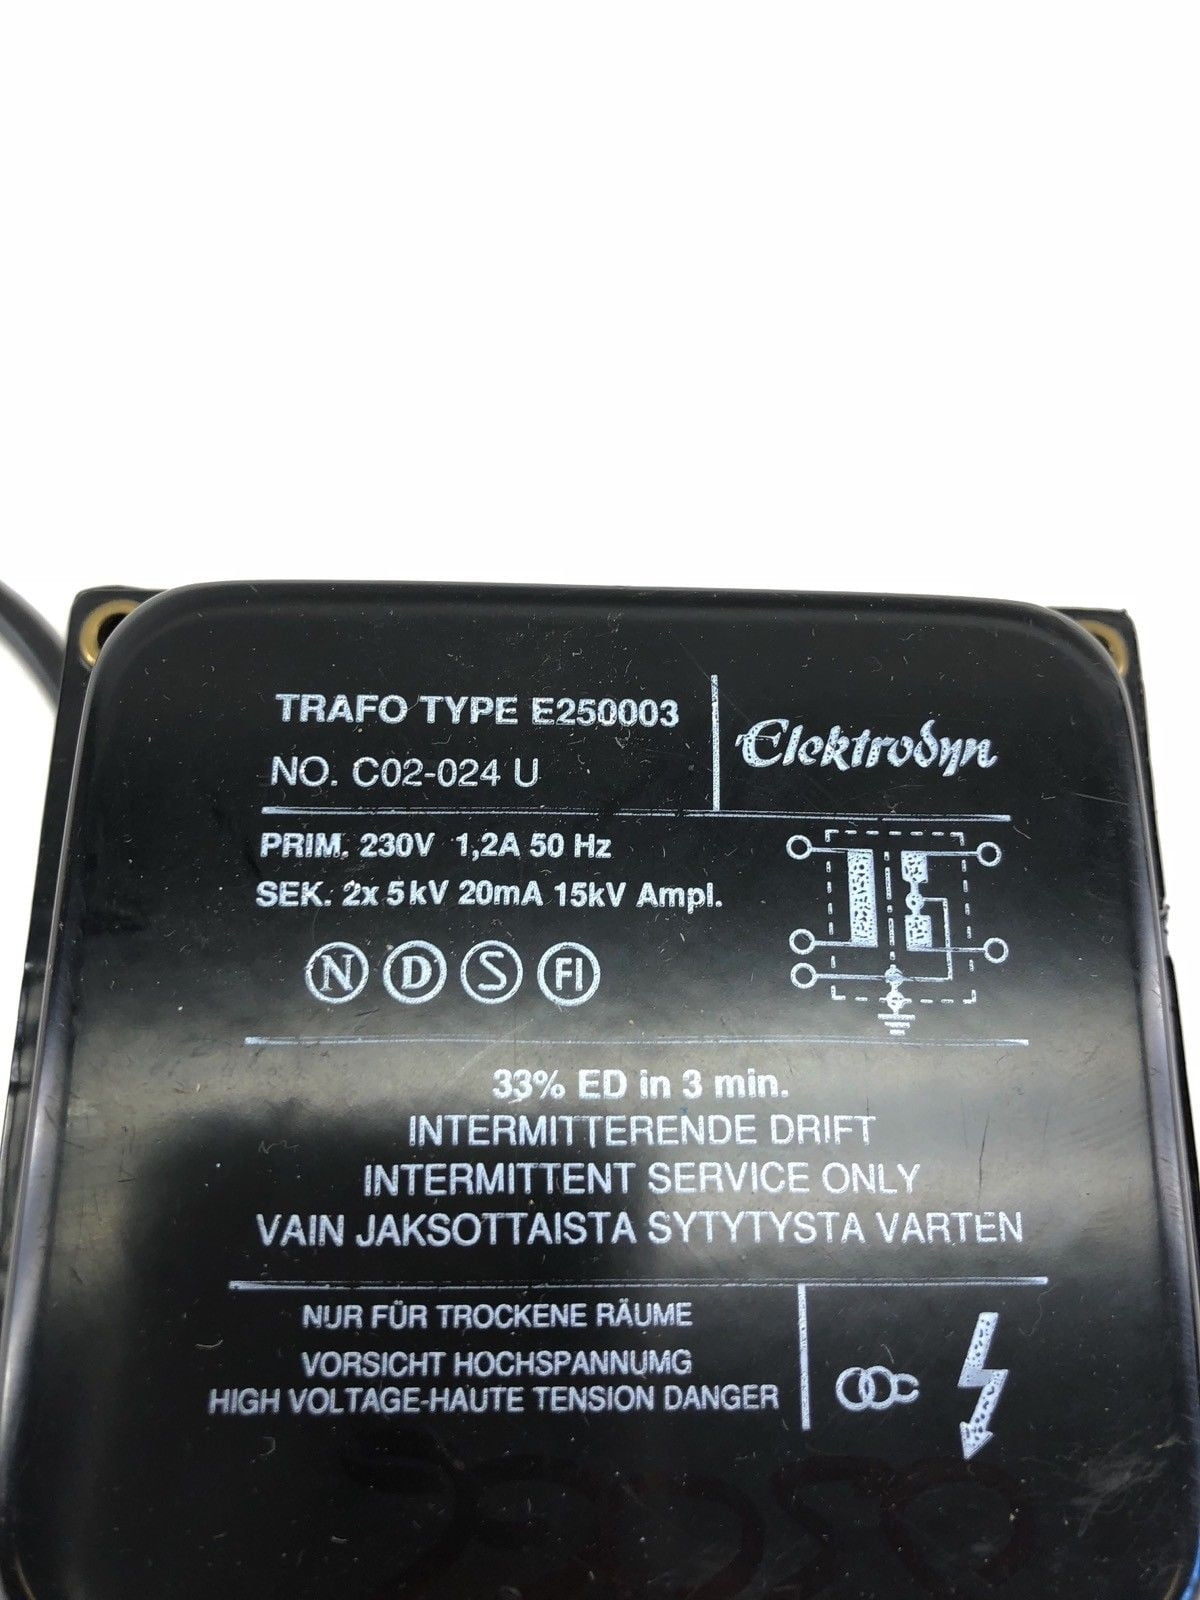 TRAFO TYPE E250003
NO. C02-024 U
Elektrodyn
PRIM. 230V 1,2A 50 Hz
SEK. 2x 5 kV 20mA 15kV Ampl.
N D S FI
33% ED in 3 min.
INTERMITTERENDE DRIFT
INTERMITTENT SERVICE ONLY
VAIN JAKSOTTAISTA SYTYTYSTA VARTEN
NUR FÜR TROCKENE RÄUME
VORSICHT HOCHSPANNUMG
HIGH VOLTAGE-HAUTE TENSION DANGER